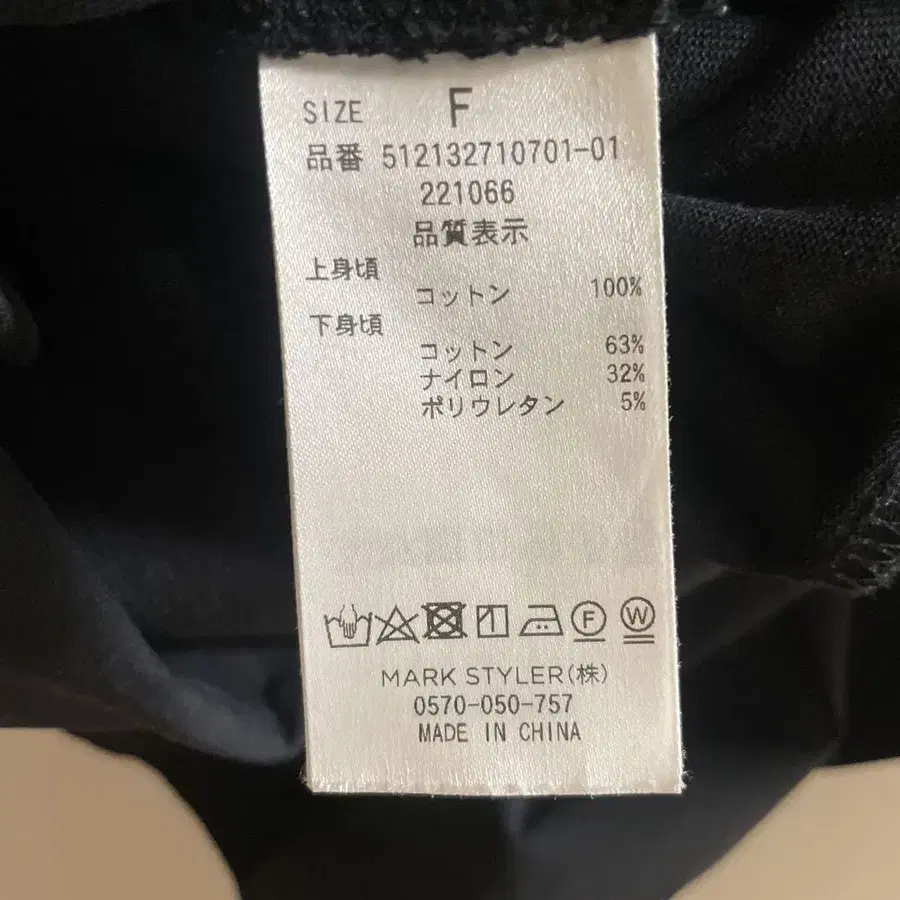 SIZE F
品番 512132710701-01
221066
品質表示
上身頃
コットン 100%
下身頃
コットン 63%
ナイロン 32%
ポリウレタン 5%
F W
MARK STYLER(株)
0570-050-757
MADE IN CHINA